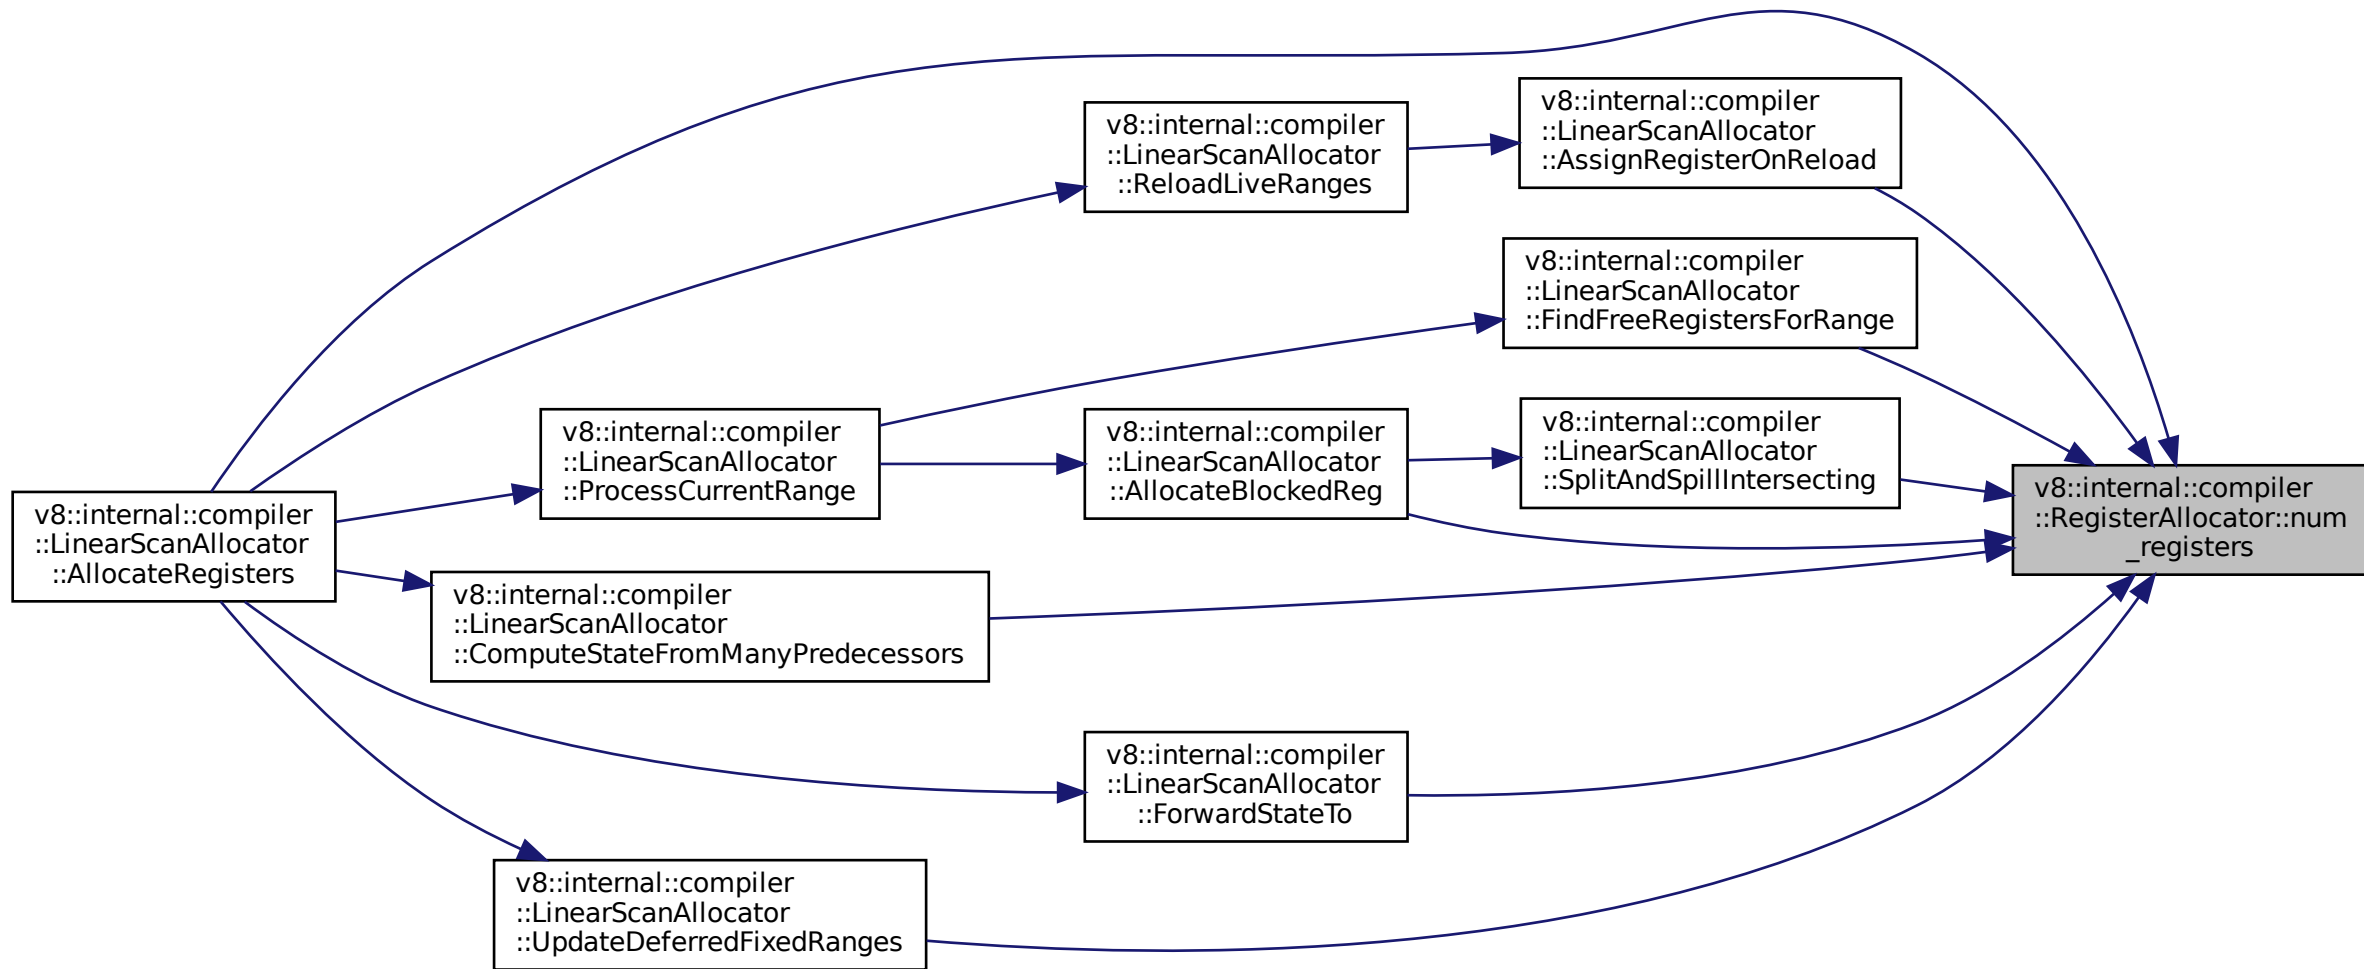 v8::internal::compiler
::LinearScanAllocator
::AssignRegisterOnReload
v8::internal::compiler
::LinearScanAllocator
::ReloadLiveRanges
v8::internal::compiler
::LinearScanAllocator
::FindFreeRegistersForRange
v8::internal::compiler
::LinearScanAllocator
::SplitAndSpillIntersecting
v8::internal::compiler
::LinearScanAllocator
::ProcessCurrentRange
v8::internal::compiler
::LinearScanAllocator
::AllocateBlockedReg
v8::internal::compiler
::RegisterAllocator::num
_registers
v8::internal::compiler
::LinearScanAllocator
::AllocateRegisters
v8::internal::compiler
::LinearScanAllocator
::ComputeStateFromManyPredecessors
v8::internal::compiler
::LinearScanAllocator
::ForwardStateTo
v8::internal::compiler
::LinearScanAllocator
::UpdateDeferredFixedRanges